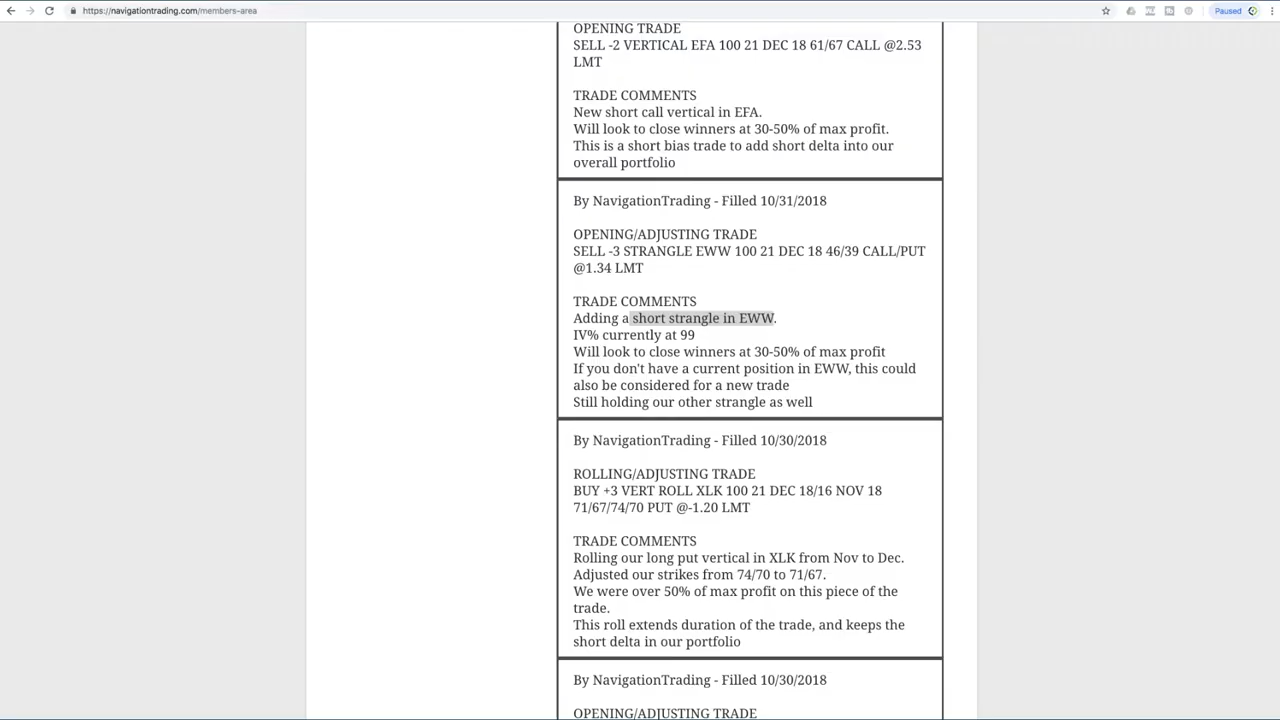 https://navigationtrading.com/members-area
Paused
OPENING TRADE
SELL -2 VERTICAL EFA 100 21 DEC 18 61/67 CALL @2.53
LMT
TRADE COMMENTS
New short call vertical in EFA.
Will look to close winners at 30-50% of max profit.
This is a short bias trade to add short delta into our
overall portfolio
By NavigationTrading - Filled 10/31/2018
OPENING/ADJUSTING TRADE
SELL -3 STRANGLE EWW 100 21 DEC 18 46/39 CALL/PUT
@1.34 LMT
TRADE COMMENTS
Adding a short strangle in EWW.
IV% currently at 99
Will look to close winners at 30-50% of max profit
If you don't have a current position in EWW, this could
also be considered for a new trade
Still holding our other strangle as well
By NavigationTrading - Filled 10/30/2018
ROLLING/ADJUSTING TRADE
BUY +3 VERT ROLL XLK 100 21 DEC 18/16 NOV 18
71/67/74/70 PUT @-1.20 LMT
TRADE COMMENTS
Rolling our long put vertical in XLK from Nov to Dec.
Adjusted our strikes from 74/70 to 71/67.
We were over 50% of max profit on this piece of the
trade.
This roll extends duration of the trade, and keeps the
short delta in our portfolio
By NavigationTrading - Filled 10/30/2018
OPENING/ADJUSTING TRADE